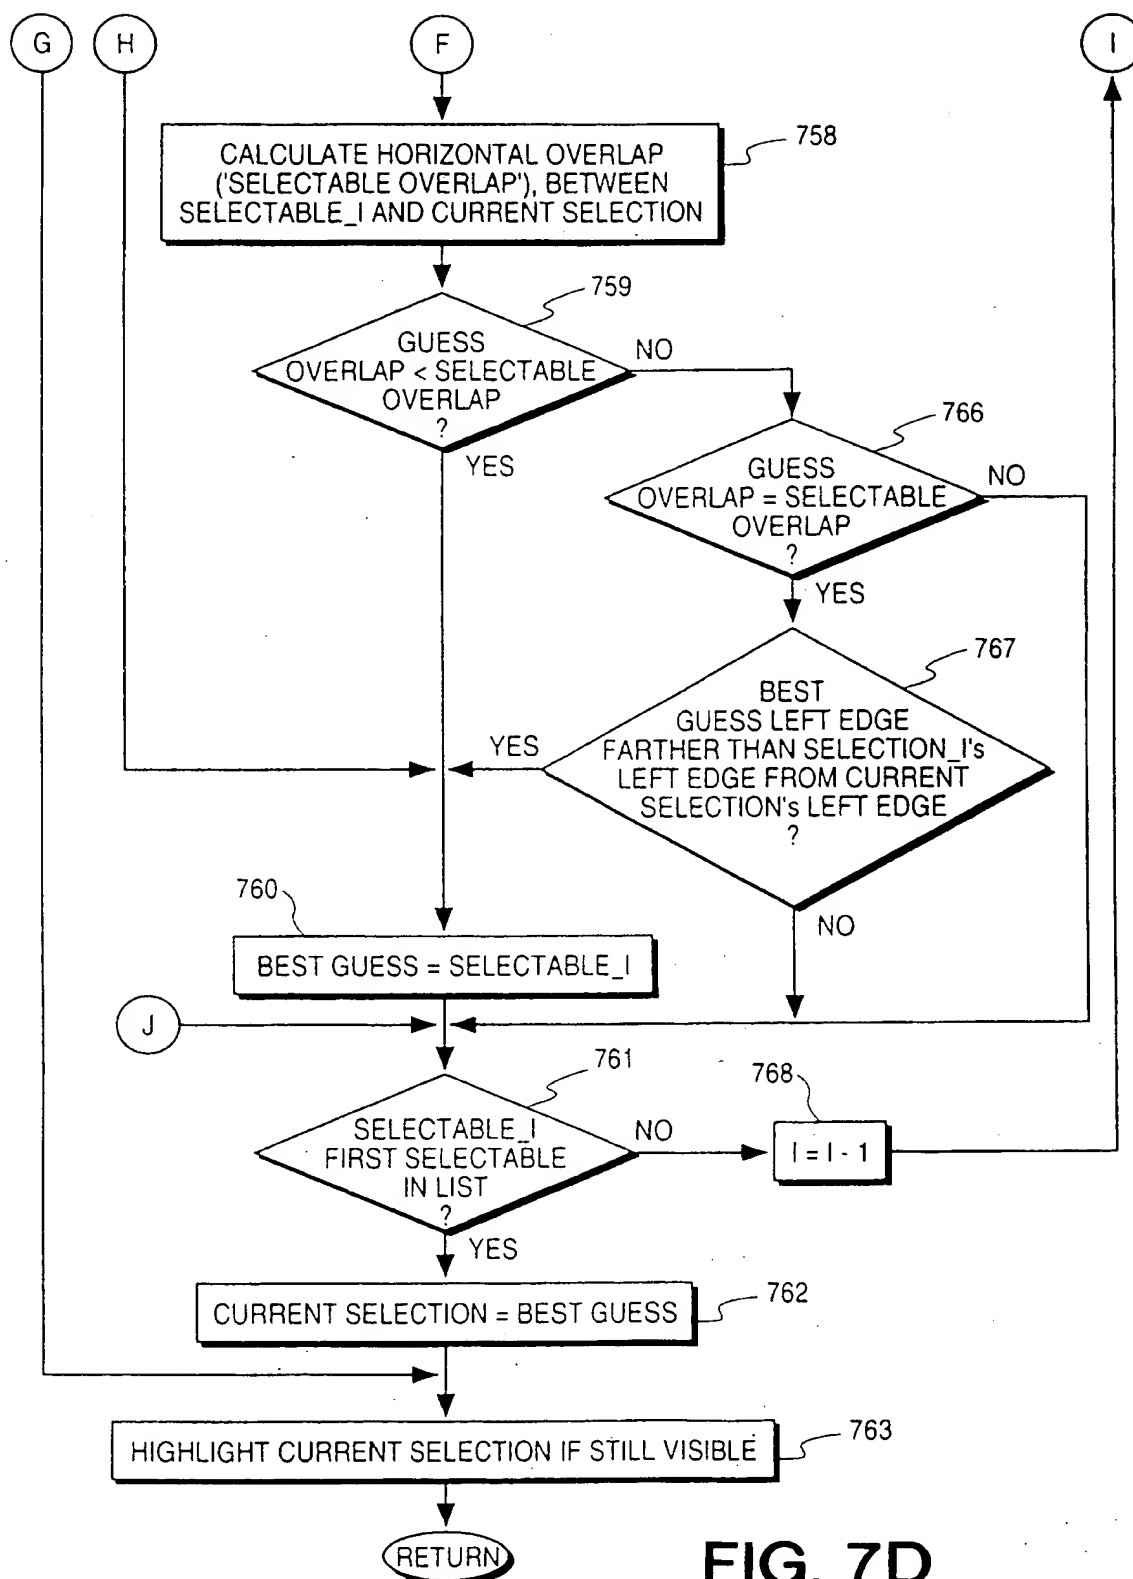 G
H
F
I
CALCULATE HORIZONTAL OVERLAP
('SELECTABLE OVERLAP'), BETWEEN
SELECTABLE_I AND CURRENT SELECTION
758
759
GUESS
OVERLAP < SELECTABLE
OVERLAP
?
NO
YES
766
GUESS
OVERLAP = SELECTABLE
OVERLAP
?
NO
YES
767
BEST
GUESS LEFT EDGE
FARTHER THAN SELECTION_I's
LEFT EDGE FROM CURRENT
SELECTION's LEFT EDGE
?
YES
NO
760
BEST GUESS = SELECTABLE_I
J
761
SELECTABLE_I
FIRST SELECTABLE
IN LIST
?
NO
YES
768
I = I - 1
CURRENT SELECTION = BEST GUESS
762
HIGHLIGHT CURRENT SELECTION IF STILL VISIBLE
763
RETURN
FIG. 7D